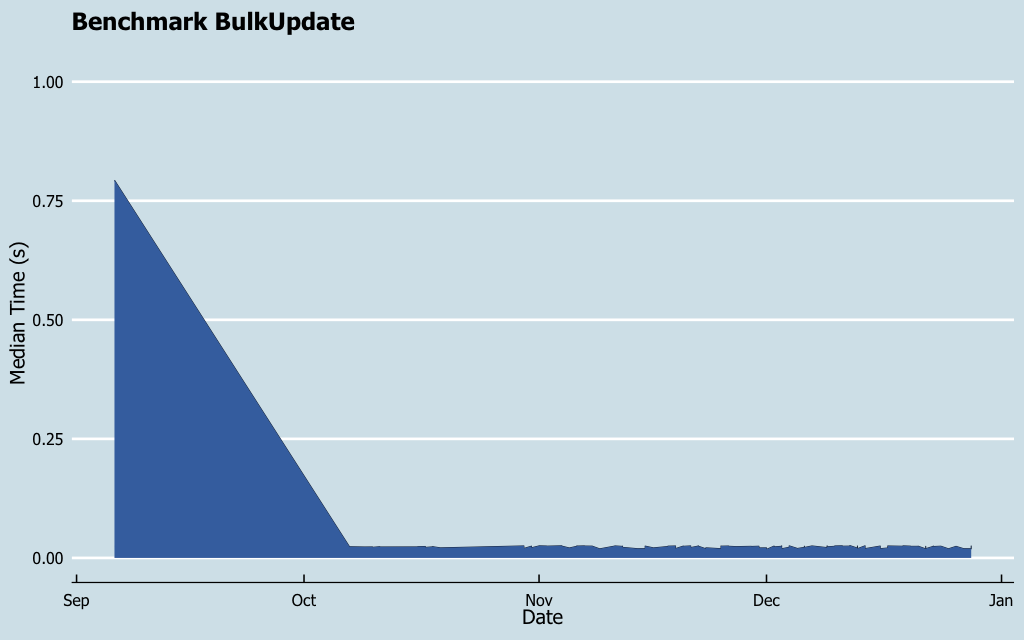 Benchmark BulkUpdate
1.00
0.75
0.50
0.25
0.00
Median Time (s)
Sep Oct Nov Dec Jan
Date